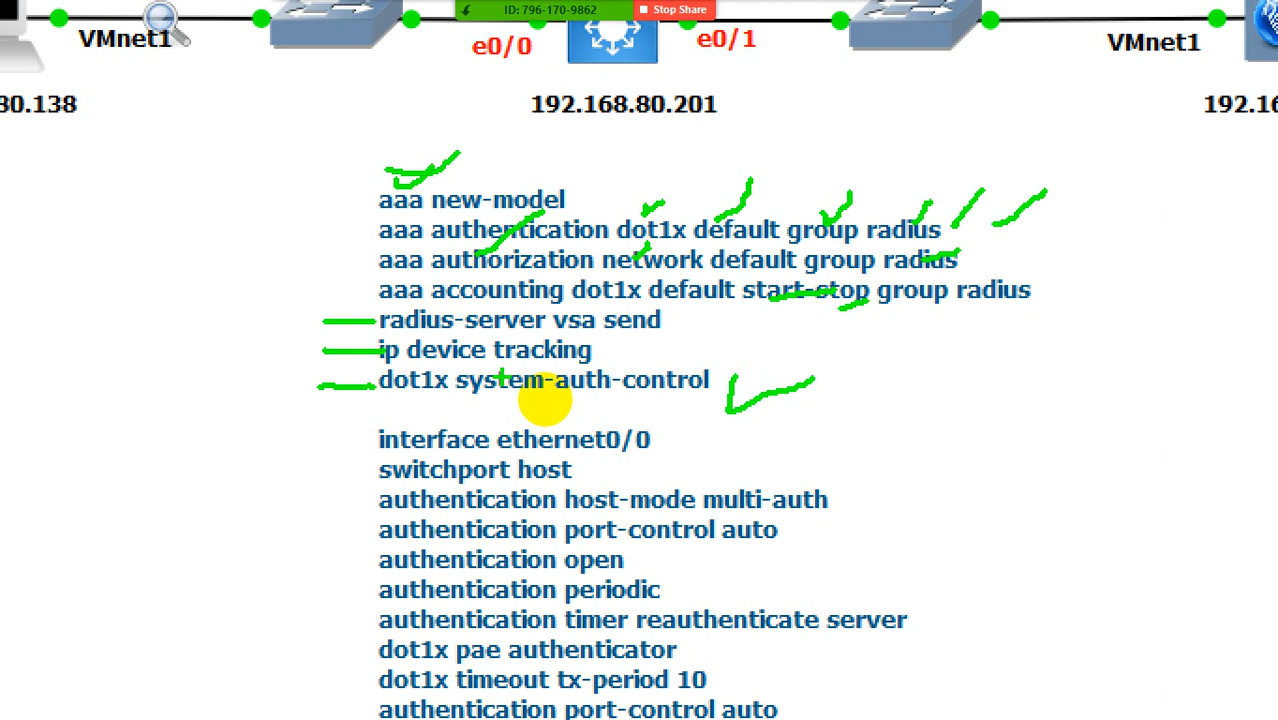 ID: 796-170-9862 Stop Share
VMnet1
e0/0
e0/1
VMnet1
80.138
192.168.80.201
192.16
aaa new-model
aaa authentication dot1x default group radius
aaa authorization network default group radius
aaa accounting dot1x default start-stop group radius
radius-server vsa send
ip device tracking
dot1x system-auth-control
interface ethernet0/0
switchport host
authentication host-mode multi-auth
authentication port-control auto
authentication open
authentication periodic
authentication timer reauthenticate server
dot1x pae authenticator
dot1x timeout tx-period 10
authentication port-control auto